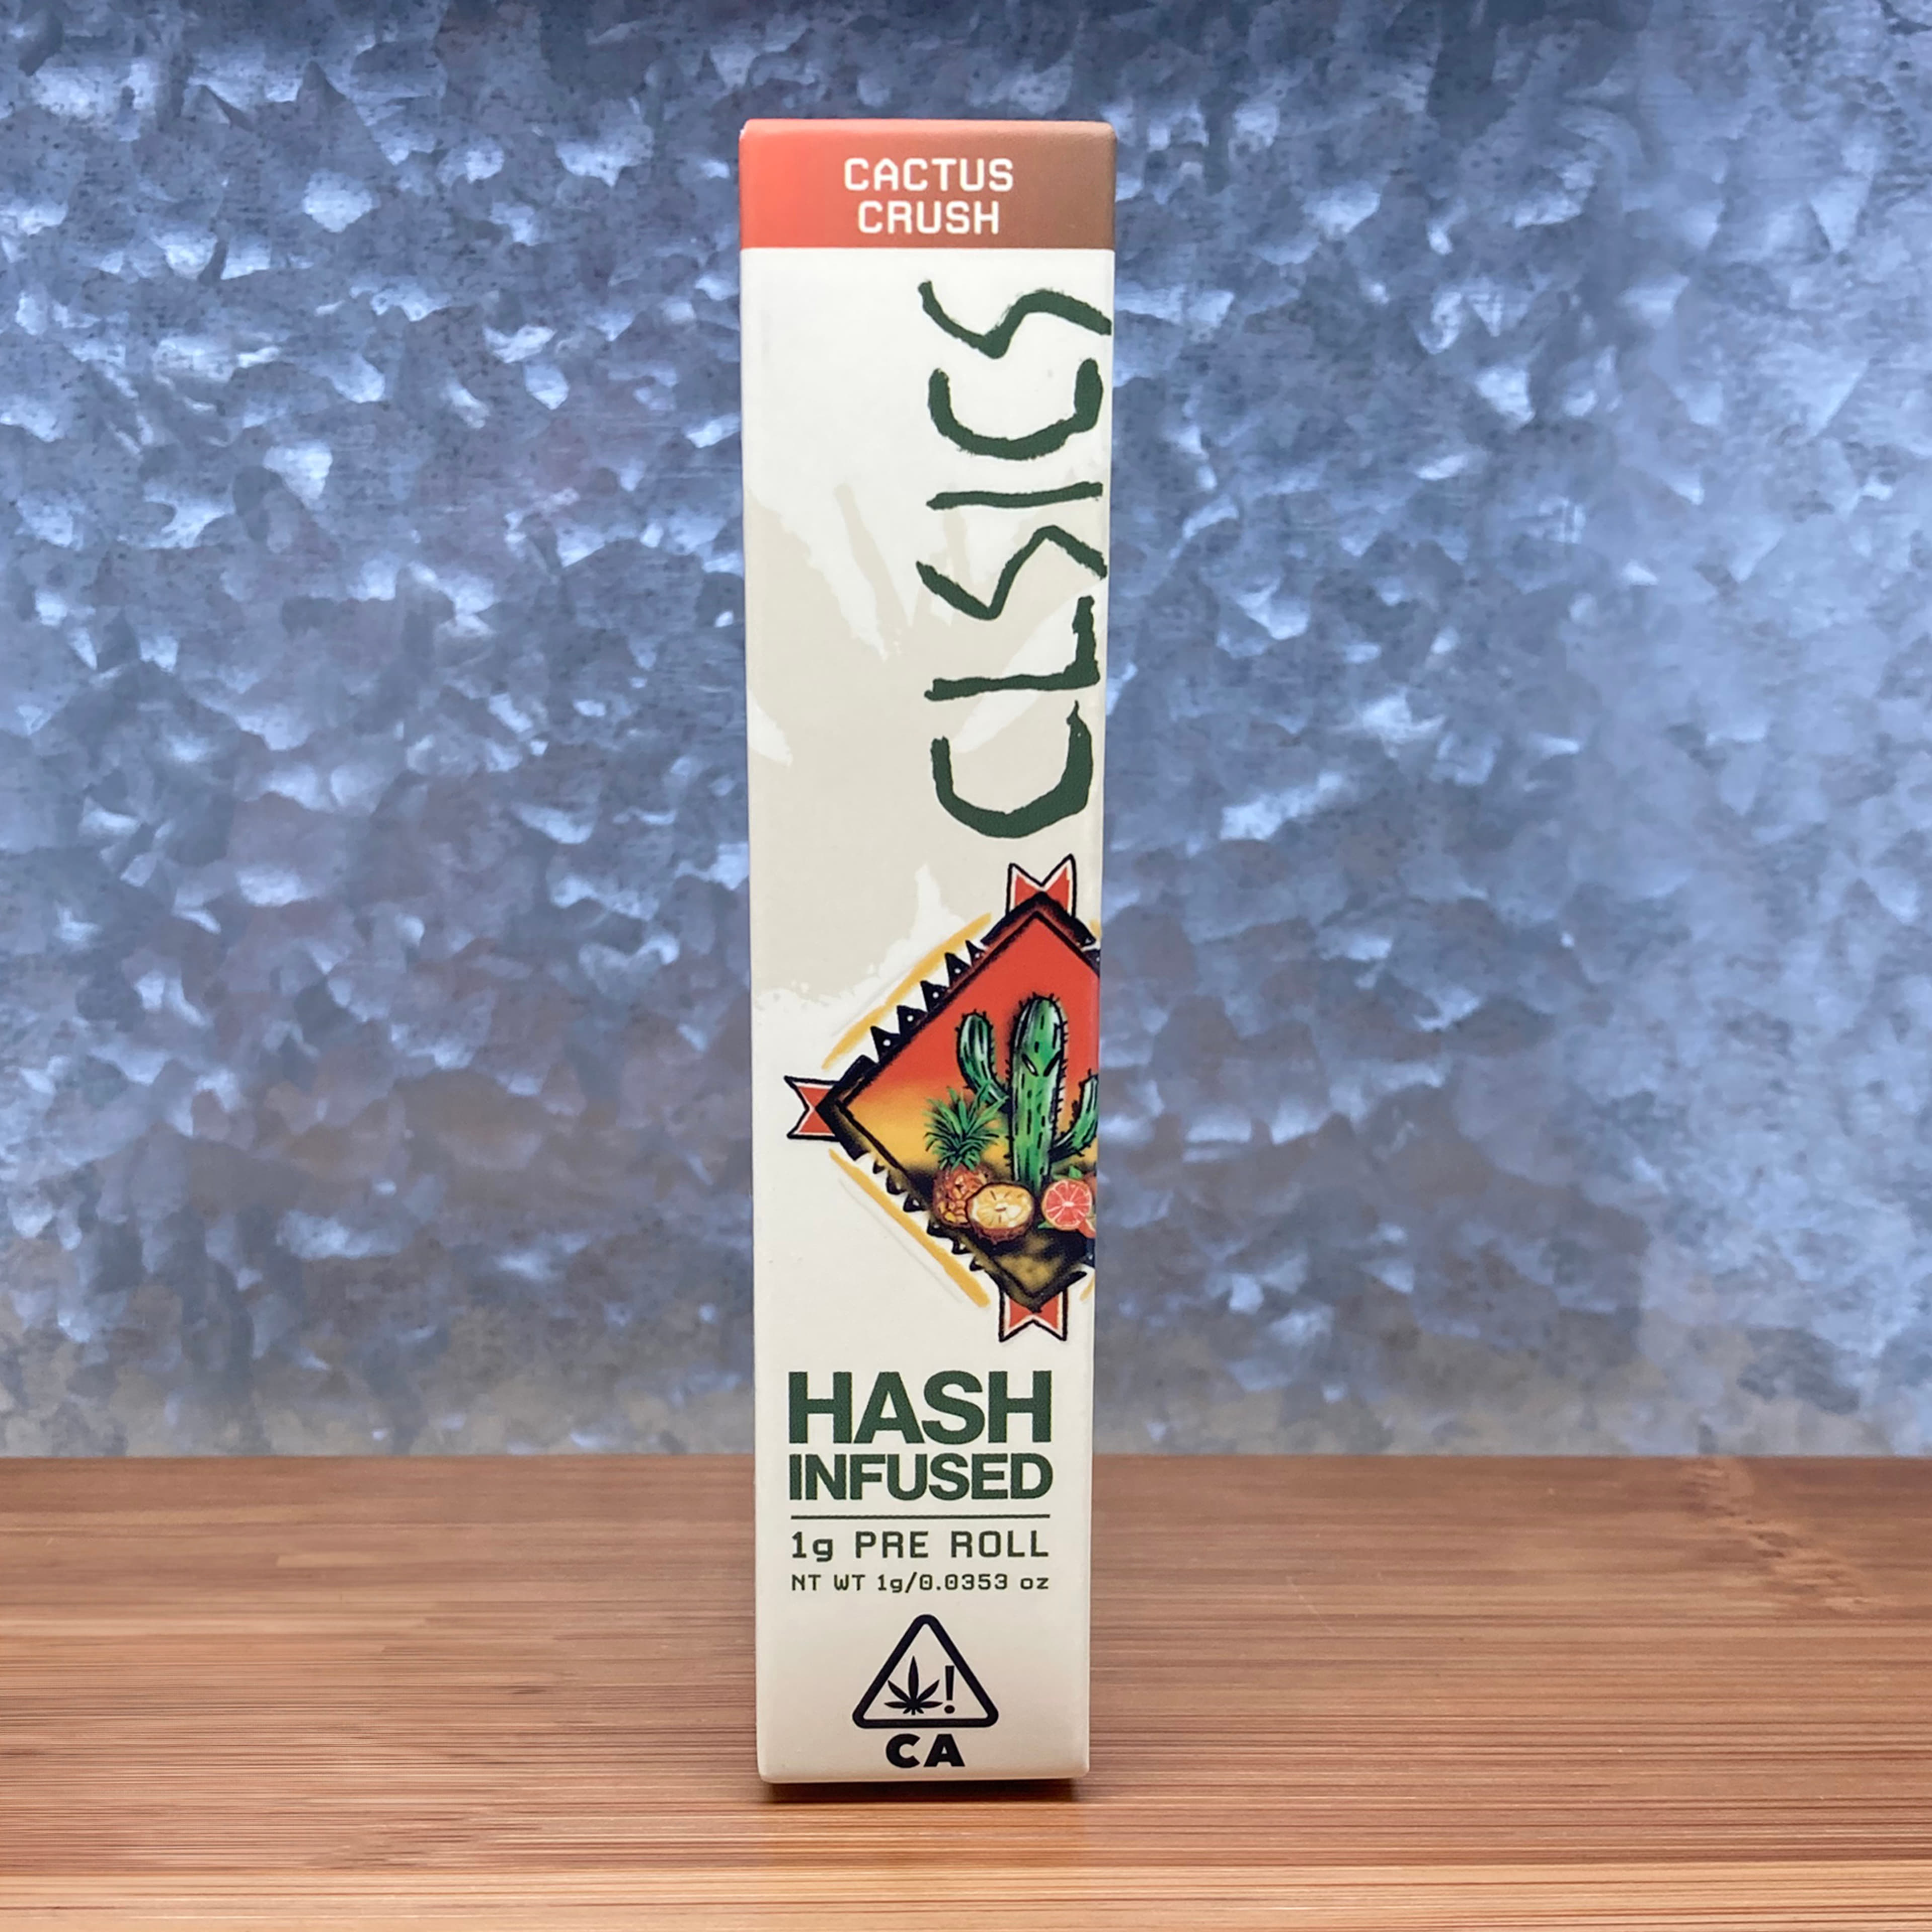 CACTUS
CRUSH
CLSICS
HASH
INFUSED
1g PRE ROLL
NT WT 1g/0.0353 oz
!
CA